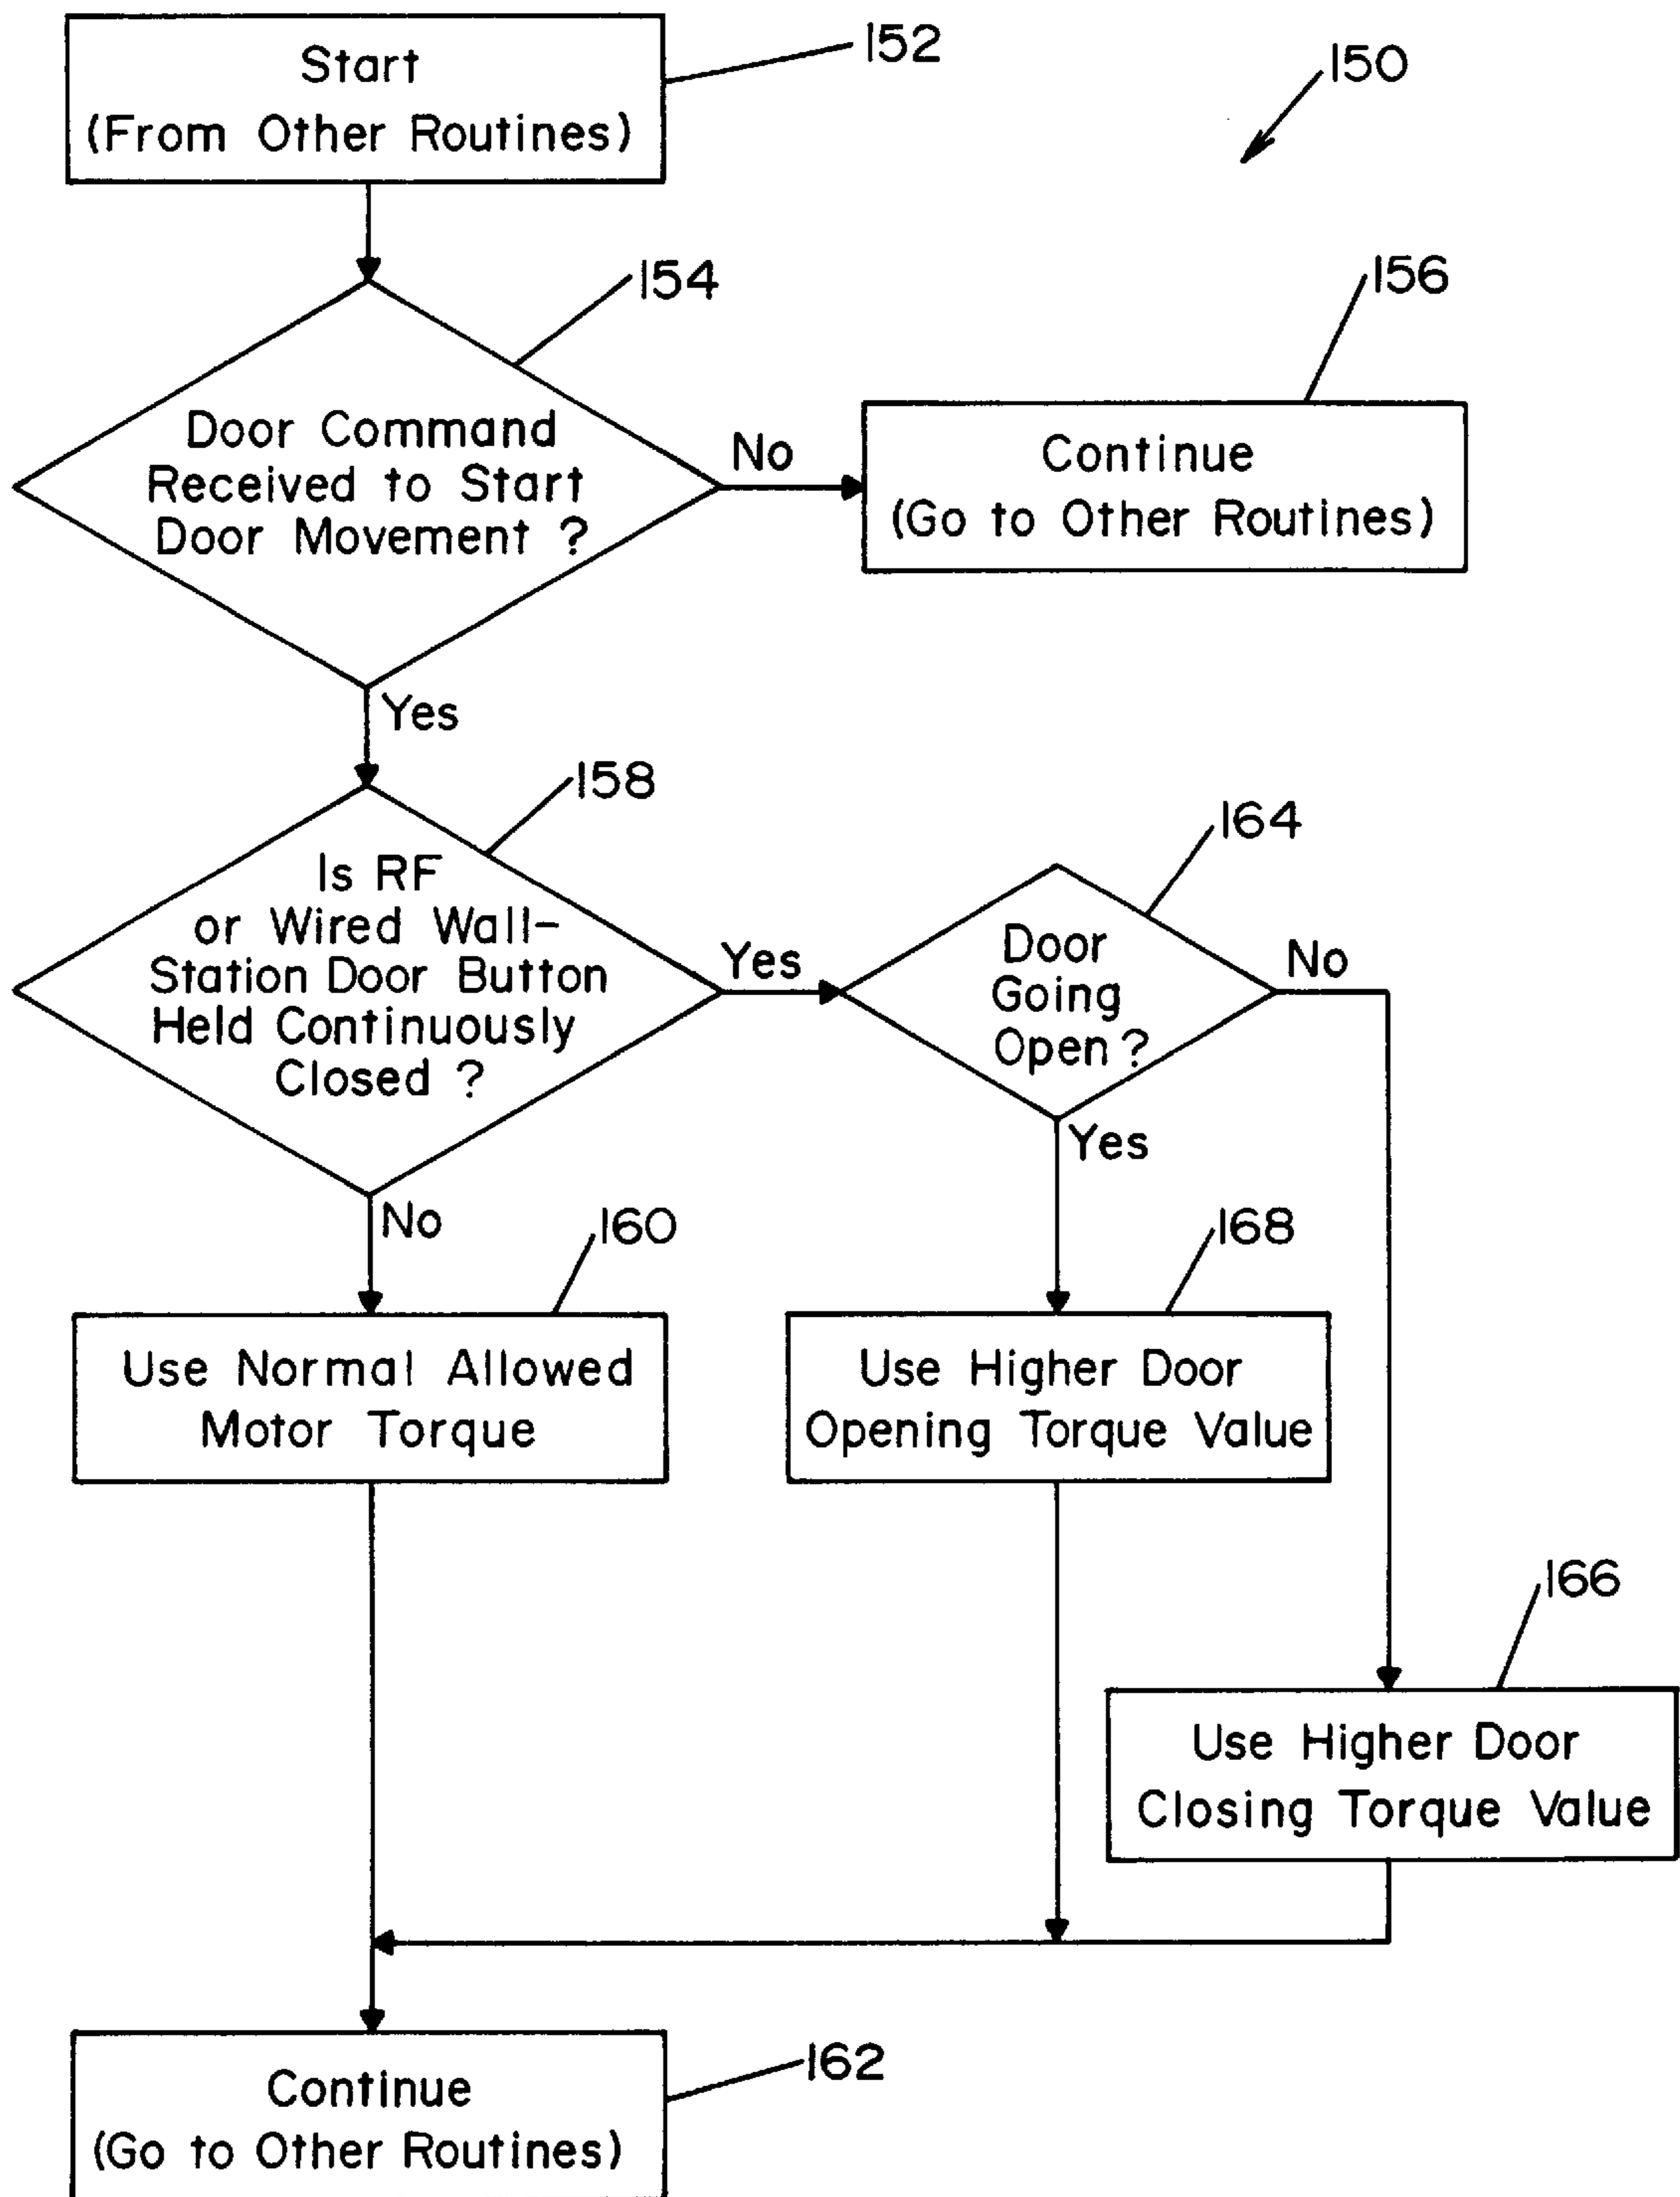 Start
(From Other Routines)
152
150
154
156
Door Command
Received to Start
Door Movement ?
No
Continue
(Go to Other Routines)
Yes
158
164
Is RF
or Wired Wall-
Station Door Button
Held Continuously
Closed ?
Yes
Door
Going
Open ?
No
Yes
No
160
168
Use Normal Allowed
Motor Torque
Use Higher Door
Opening Torque Value
166
Use Higher Door
Closing Torque Value
162
Continue
(Go to Other Routines)